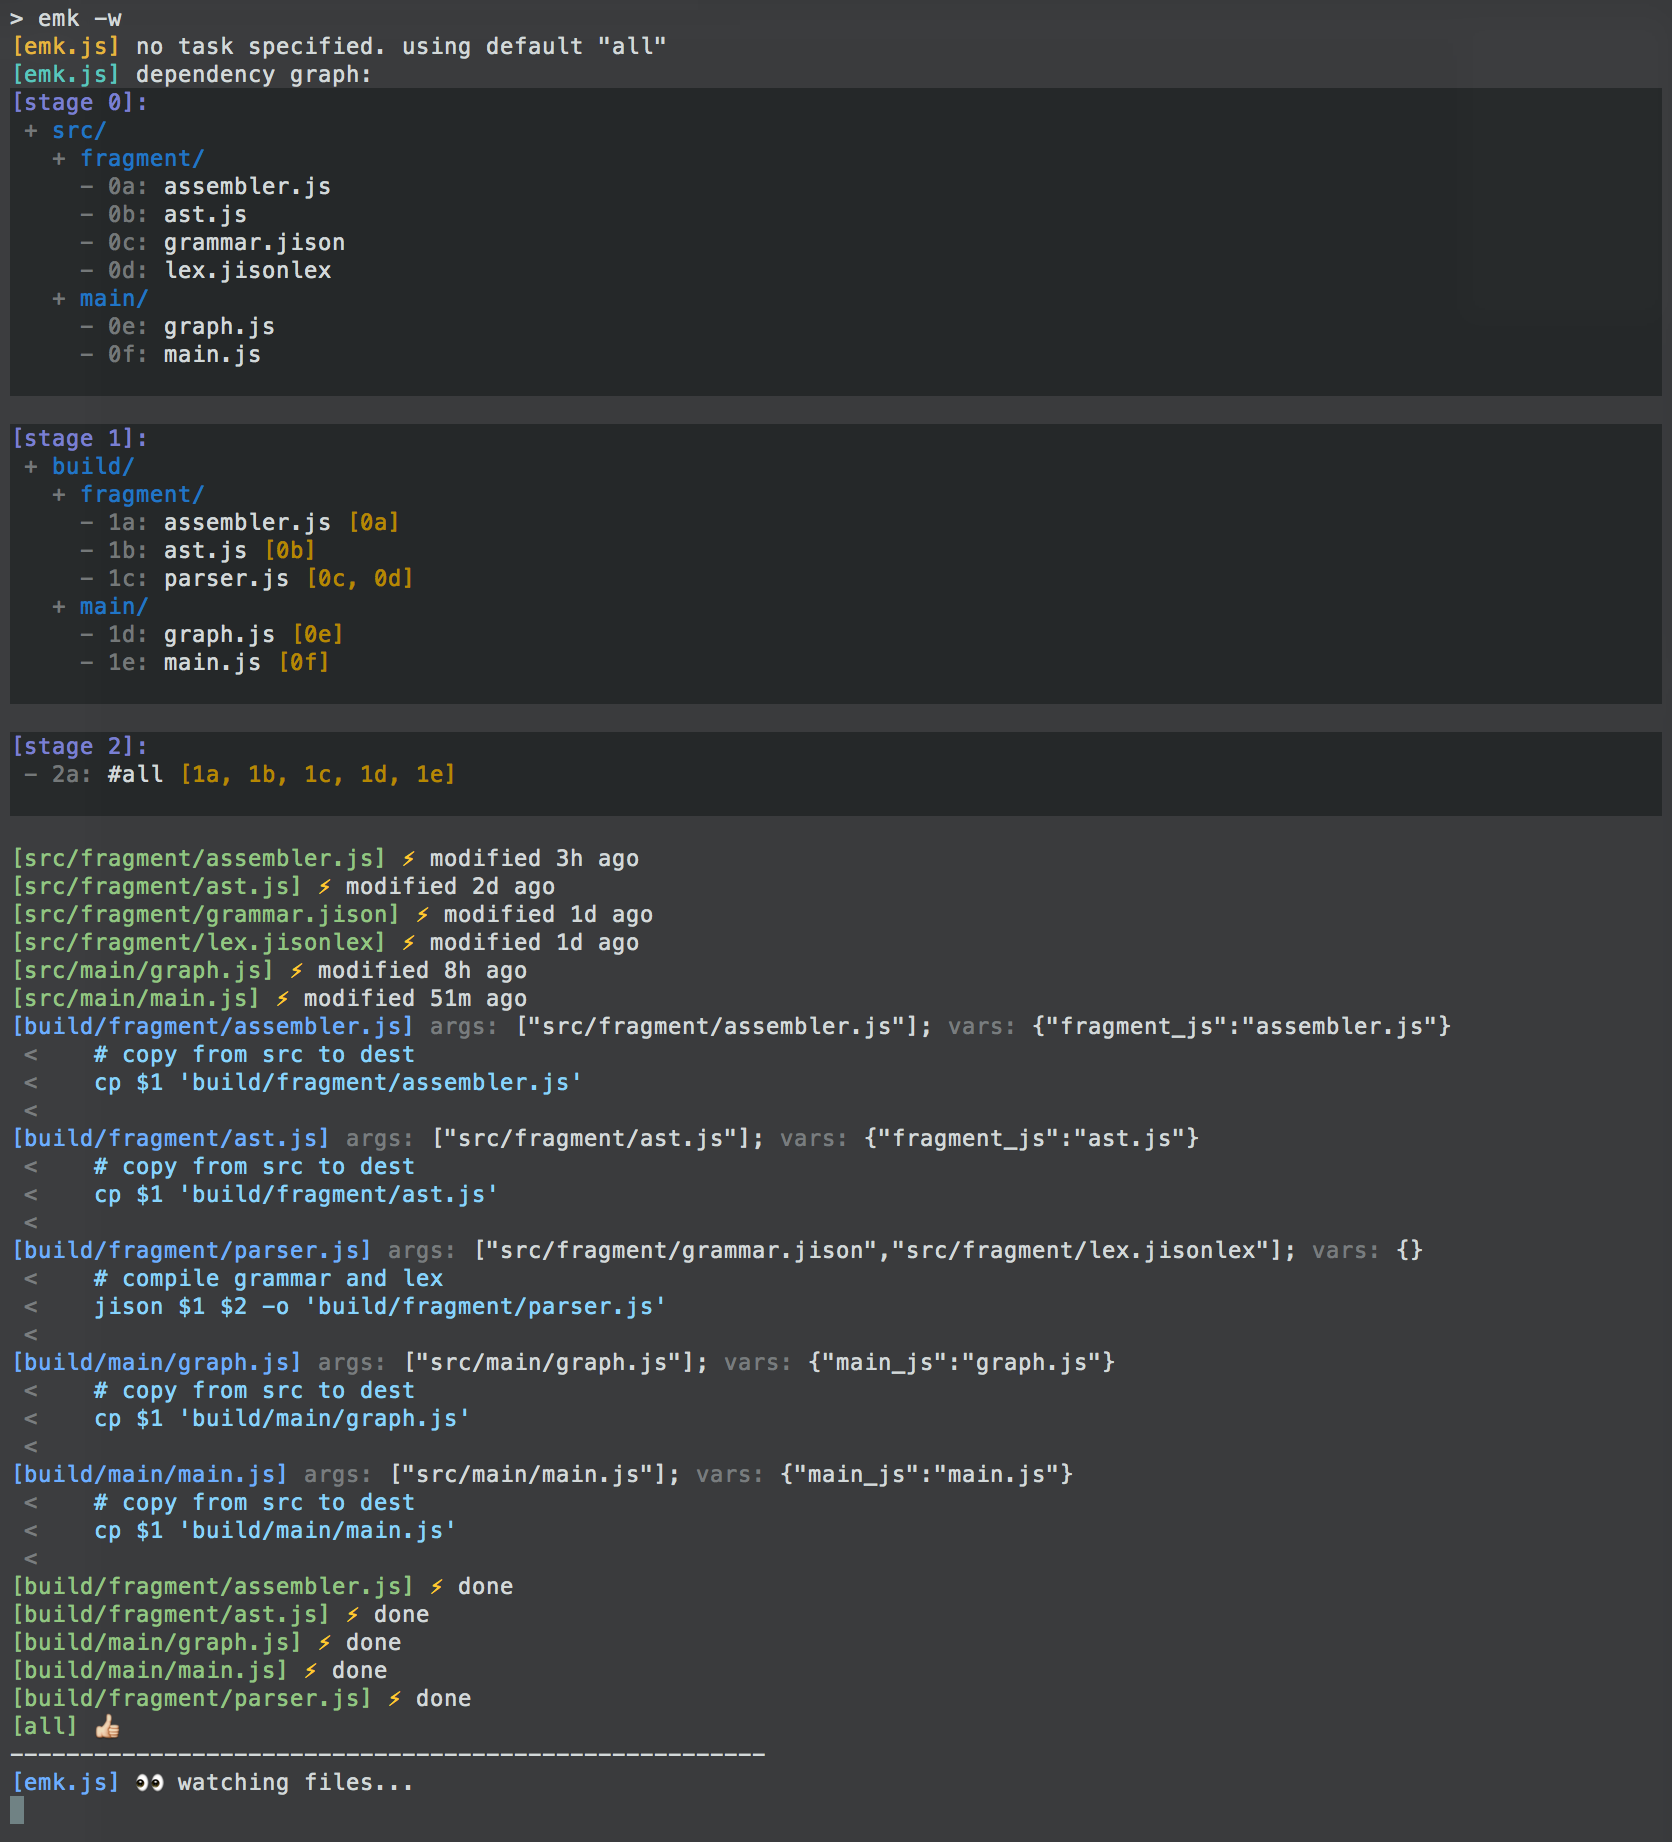 > emk -w
[emk.js] no task specified. using default "all"
[emk.js] dependency graph:
[stage 0]:
 + src/
   + fragment/
     - 0a: assembler.js
     - 0b: ast.js
     - 0c: grammar.jison
     - 0d: lex.jisonlex
   + main/
     - 0e: graph.js
     - 0f: main.js
[stage 1]:
 + build/
   + fragment/
     - 1a: assembler.js [0a]
     - 1b: ast.js [0b]
     - 1c: parser.js [0c, 0d]
   + main/
     - 1d: graph.js [0e]
     - 1e: main.js [0f]
[stage 2]:
 - 2a: #all [1a, 1b, 1c, 1d, 1e]
[src/fragment/assembler.js] ⚡ modified 3h ago
[src/fragment/ast.js] ⚡ modified 2d ago
[src/fragment/grammar.jison] ⚡ modified 1d ago
[src/fragment/lex.jisonlex] ⚡ modified 1d ago
[src/main/graph.js] ⚡ modified 8h ago
[src/main/main.js] ⚡ modified 51m ago
[build/fragment/assembler.js] args: ["src/fragment/assembler.js"]; vars: {"fragment_js":"assembler.js"}
 <    # copy from src to dest
 <    cp $1 'build/fragment/assembler.js'
 <
[build/fragment/ast.js] args: ["src/fragment/ast.js"]; vars: {"fragment_js":"ast.js"}
 <    # copy from src to dest
 <    cp $1 'build/fragment/ast.js'
 <
[build/fragment/parser.js] args: ["src/fragment/grammar.jison","src/fragment/lex.jisonlex"]; vars: {}
 <    # compile grammar and lex
 <    jison $1 $2 -o 'build/fragment/parser.js'
 <
[build/main/graph.js] args: ["src/main/graph.js"]; vars: {"main_js":"graph.js"}
 <    # copy from src to dest
 <    cp $1 'build/main/graph.js'
 <
[build/main/main.js] args: ["src/main/main.js"]; vars: {"main_js":"main.js"}
 <    # copy from src to dest
 <    cp $1 'build/main/main.js'
 <
[build/fragment/assembler.js] ⚡ done
[build/fragment/ast.js] ⚡ done
[build/main/graph.js] ⚡ done
[build/main/main.js] ⚡ done
[build/fragment/parser.js] ⚡ done
[all] 👍🏻
------------------------------------------------------
[emk.js] 👀 watching files...